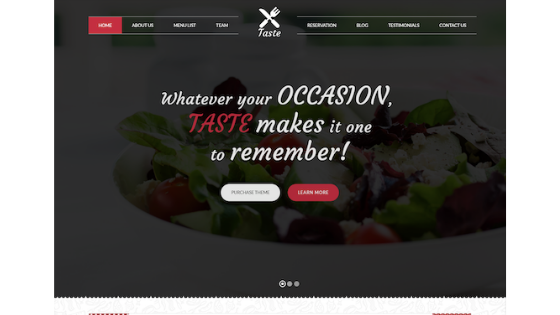 HOME ABOUT US MENU LIST TEAM Taste RESERVATION BLOG TESTIMONIALS CONTACT US
Whatever your OCCASION,
TASTE makes it one
to remember!
PURCHASE THEME LEARN MORE